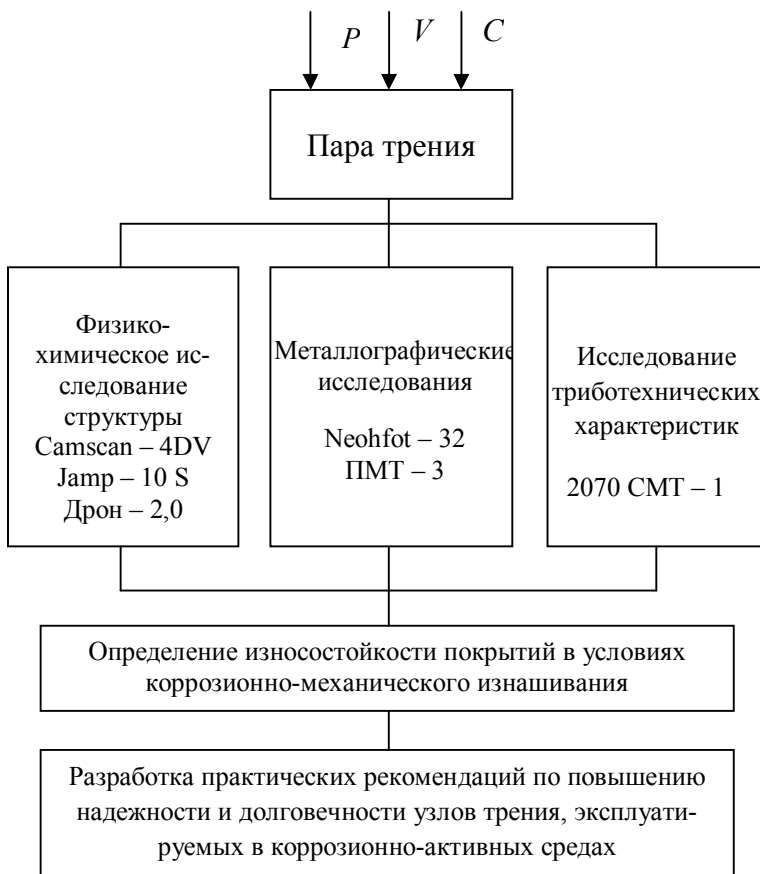 P V C
Пара трения
Физико-
химическое ис-
следование
структуры
Camscan – 4DV
Jamp – 10 S
Дрон – 2,0
Металлографические
исследования
Neohfot – 32
ПМТ – 3
Исследование
триботехнических
характеристик
2070 СМТ – 1
Определение износостойкости покрытий в условиях
коррозионно-механического изнашивания
Разработка практических рекомендаций по повышению
надежности и долговечности узлов трения, эксплуати-
руемых в коррозионно-активных средах